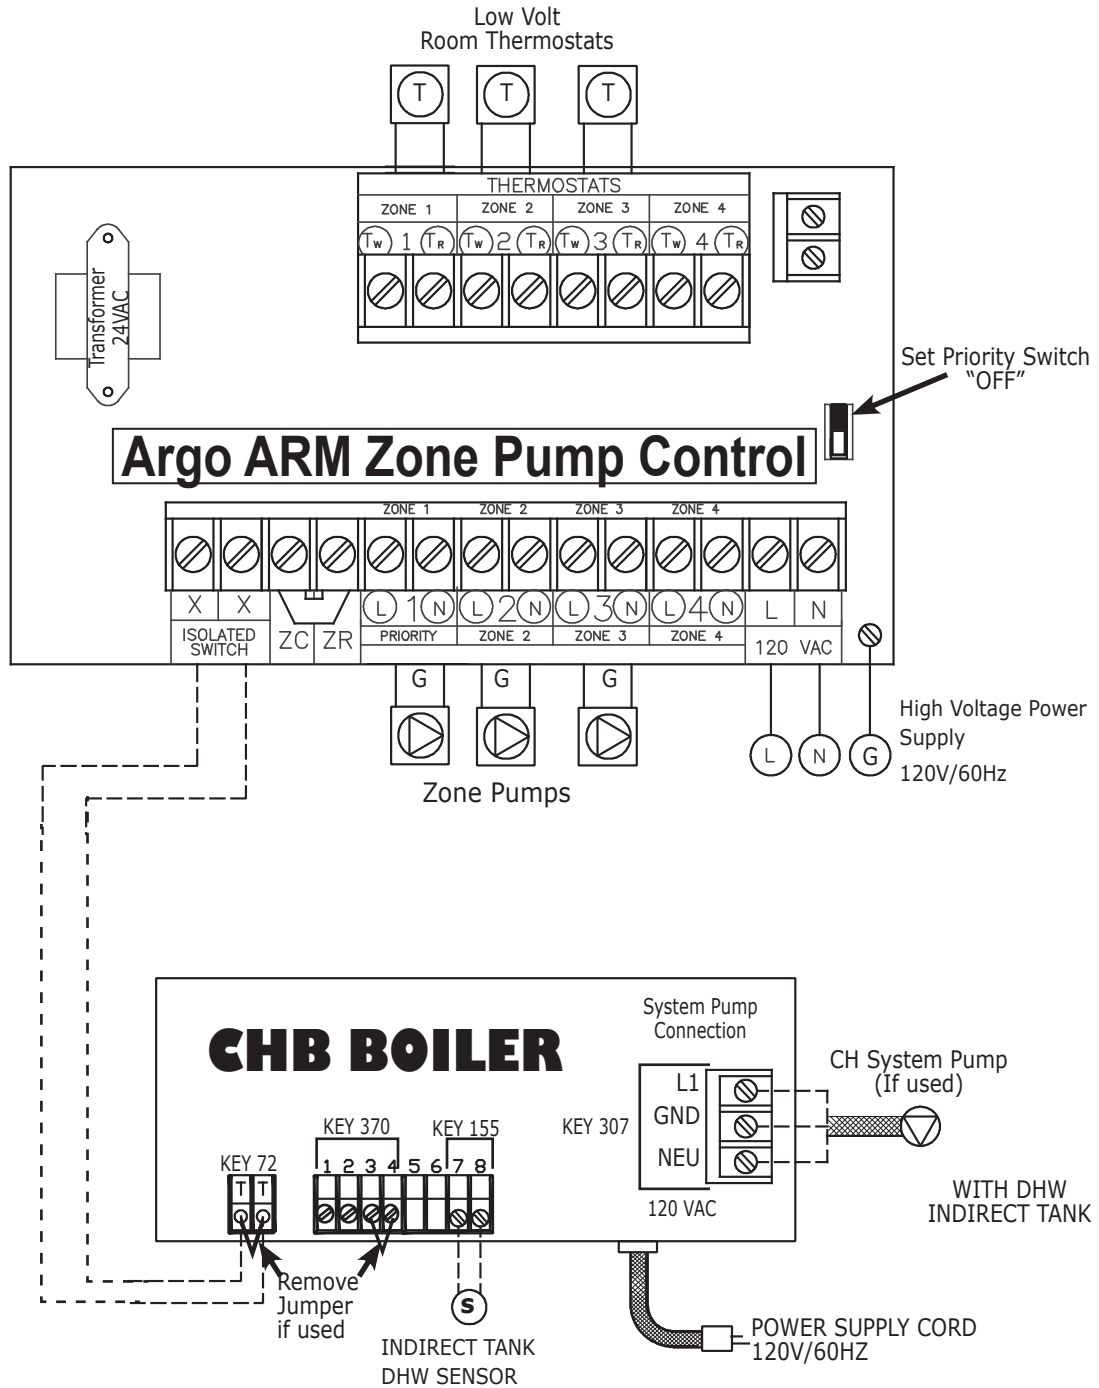 Low Volt
Room Thermostats
T T T
THERMOSTATS
ZONE 1 ZONE 2 ZONE 3 ZONE 4
TW 1 TR TW 2 TR TW 3 TR TW 4 TR
Transformer
24VAC
Set Priority Switch
“OFF”
Argo ARM Zone Pump Control
ZONE 1 ZONE 2 ZONE 3 ZONE 4
X X L 1 N L 2 N L 3 N L 4 N L N
ISOLATED
SWITCH
ZC ZR
PRIORITY ZONE 2 ZONE 3 ZONE 4
120 VAC
G G G
L N G
High Voltage Power
Supply
120V/60Hz
Zone Pumps
CHB BOILER
System Pump
Connection
CH System Pump
(If used)
L1
GND
NEU
KEY 307
120 VAC
KEY 370
KEY 155
KEY 72
T T
1 2 3 4 5 6 7 8
WITH DHW
INDIRECT TANK
Remove
Jumper
if used
S
INDIRECT TANK
DHW SENSOR
POWER SUPPLY CORD
120V/60HZ